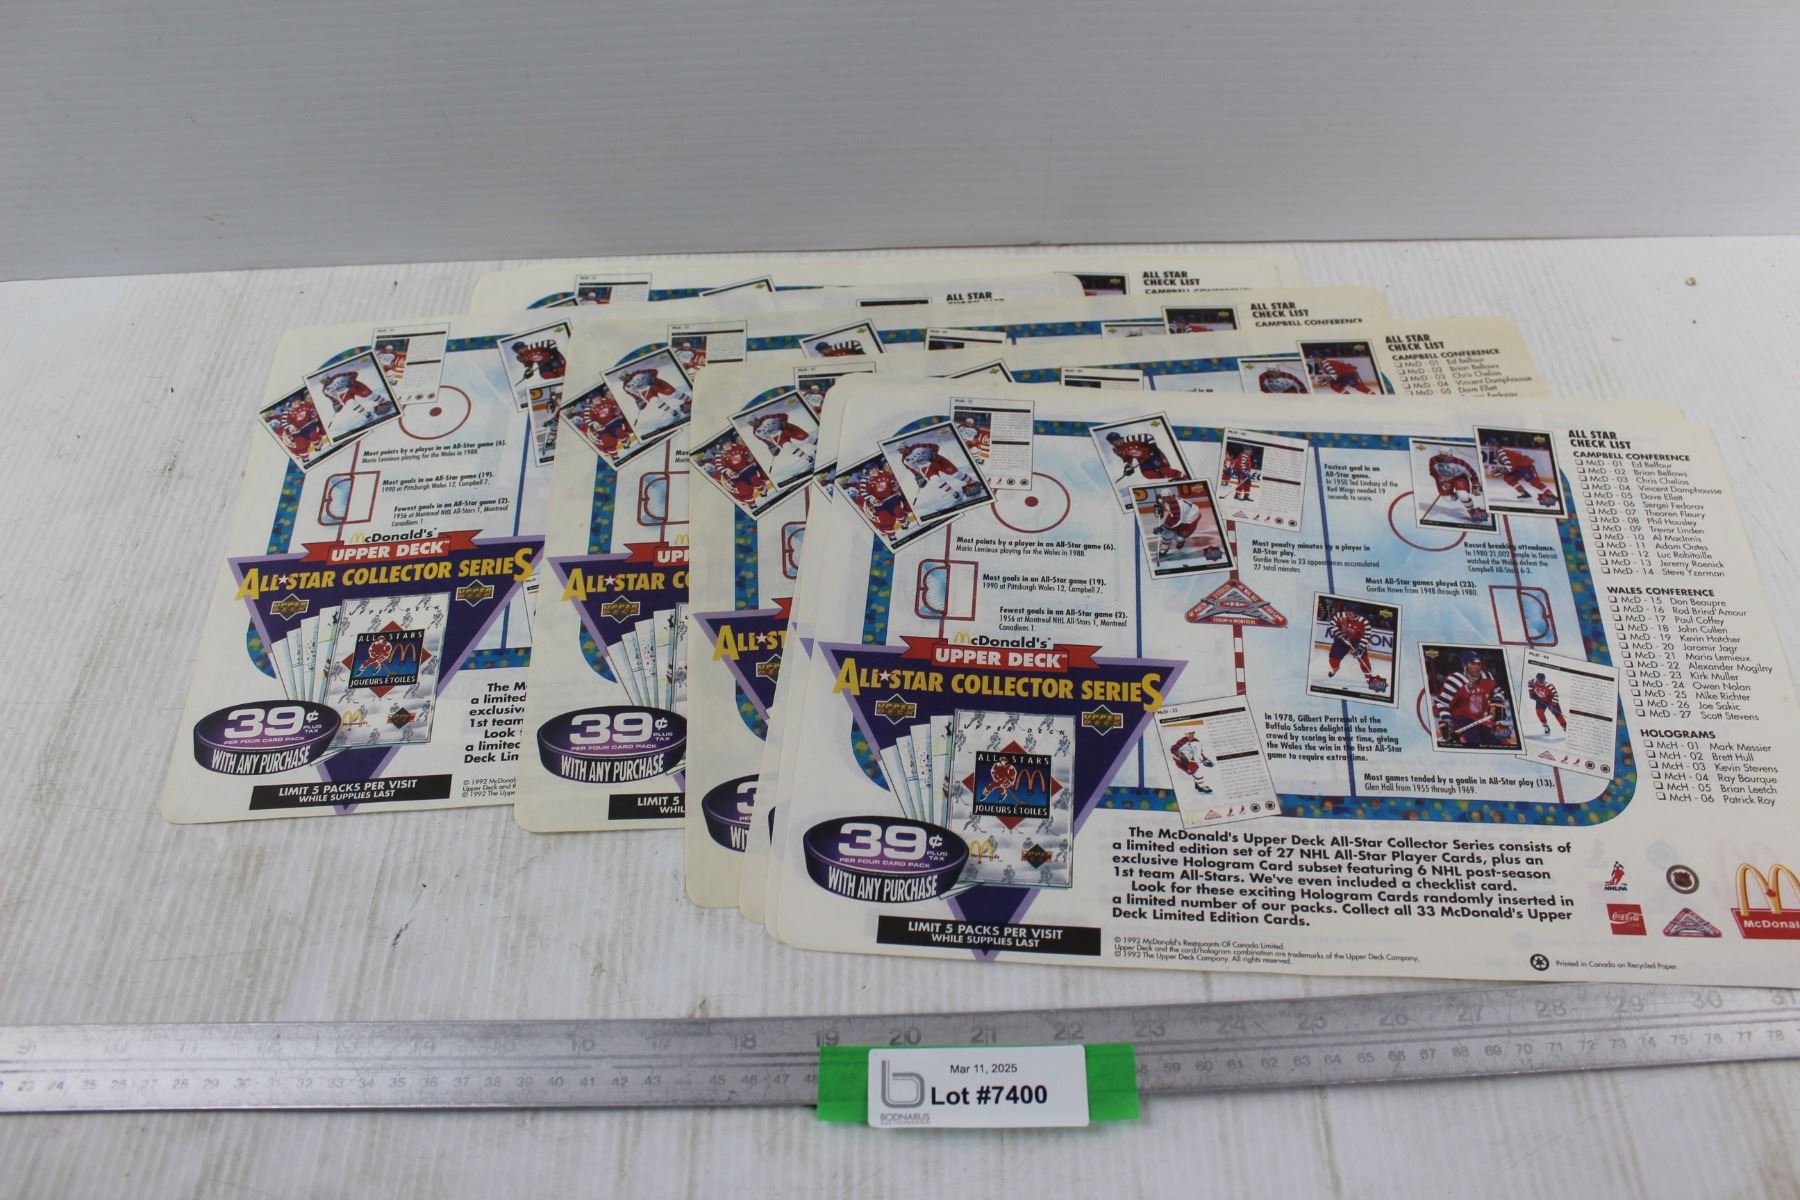 ALL STAR
CHECK LIST
CAMPBELL CONFERENCE
McD - 01 Ed Belfour
McD - 02 Brian Bellows
McD - 03 Chris Chelios
McD - 04 Vincent Damphousse
McD - 05 Dave Ellett
McD - 06 Sergei Fedorov
McD - 07 Theoren Fleury
McD - 08 Phil Housley
McD - 09 Trevor Linden
McD - 10 Al MacInnis
McD - 11 Adam Oates
McD - 12 Luc Robitaille
McD - 13 Jeremy Roenick
McD - 14 Steve Yzerman
WALES CONFERENCE
McD - 15 Don Beaupre
McD - 16 Rod Brind'Amour
McD - 17 Paul Coffey
McD - 18 John Cullen
McD - 19 Kevin Hatcher
McD - 20 Jaromir Jagr
McD - 21 Mario Lemieux
McD - 22 Alexander Mogilny
McD - 23 Kirk Muller
McD - 24 Owen Nolan
McD - 25 Mike Richter
McD - 26 Joe Sakic
McD - 27 Scott Stevens
HOLOGRAMS
McH - 01 Mark Messier
McH - 02 Brett Hull
McH - 03 Kevin Stevens
McH - 04 Ray Bourque
McH - 05 Brian Leetch
McH - 06 Patrick Roy
Most points by a player in an All-Star game (6).
Mario Lemieux playing for the Wales in 1988.
Most goals in an All-Star game (19).
1990 at Pittsburgh Wales 12, Campbell 7.
Fewest goals in an All-Star game (2).
1956 at Montreal NHL All-Stars 1, Montreal
Canadiens 1.
Fastest goal in an
All-Star game.
In 1950 Ted Lindsay of the
Red Wings needed 19
seconds to score.
Most penalty minutes by a player in
All-Star play.
Gordie Howe in 23 appearances accumulated
27 total minutes.
Record breaking attendance.
In 1980 21,002 people in Detroit
watched the Wales defeat the
Campbell All-Stars 6-3.
Most All-Star games played (23).
Gordie Howe from 1948 through 1980.
In 1978, Gilbert Perreault of the
Buffalo Sabres delighted the home
crowd by scoring in over time, giving
the Wales the win in the first All-Star
game to require extra time.
Most games tended by a goalie in All-Star play (13).
Glen Hall from 1955 through 1969.
McDonald's
UPPER DECK
ALL★STAR COLLECTOR SERIES
UPPER DECK
ALL STARS
JOUEURS ÉTOILES
39¢ PLUS TAX
PER FOUR CARD PACK
WITH ANY PURCHASE
LIMIT 5 PACKS PER VISIT
WHILE SUPPLIES LAST
The McDonald's Upper Deck All-Star Collector Series consists of
a limited edition set of 27 NHL All-Star Player Cards, plus an
exclusive Hologram Card subset featuring 6 NHL post-season
1st team All-Stars. We've even included a checklist card.
Look for these exciting Hologram Cards randomly inserted in
a limited number of our packs. Collect all 33 McDonald's Upper
Deck Limited Edition Cards.
© 1992 McDonald's Restaurants Of Canada Limited.
Upper Deck and the card/hologram combination are trademarks of the Upper Deck Company.
© 1992 The Upper Deck Company. All rights reserved.
Printed in Canada on Recycled Paper
NHLPA
Coca-Cola
Mar 11, 2025
Lot #7400
BODNARUS